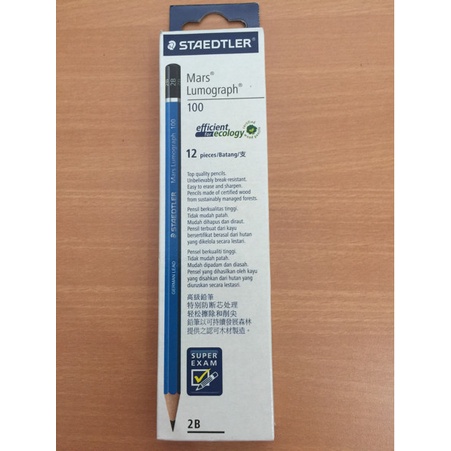 STAEDTLER
Mars® Lumograph®
100
efficient for ecology
12 pieces/Batang/支
Top quality pencils.
Unbelievably break-resistant.
Easy to erase and sharpen.
Pencils made of certified wood
from sustainably managed forests.
Pensil berkualitas tinggi.
Tidak mudah patah.
Mudah dihapus dan diraut.
Pensil terbuat dari kayu
bersertifikat berasal dari hutan
yang dikelola secara lestari.
Pensel berkualiti tinggi.
Tidak mudah patah.
Mudah dipadam dan diasah.
Pensel yang dihasilkan oleh kayu
yang disahkan dari hutan yang
diuruskan secara lestari.
高級鉛筆
特別防断芯处理
轻松擦除和削尖
鉛筆以可持續發展森林
提供之認可木材製造
SUPER
EXAM
2B
2B
STAEDTLER Mars Lumograph 100
GERMAN LEAD